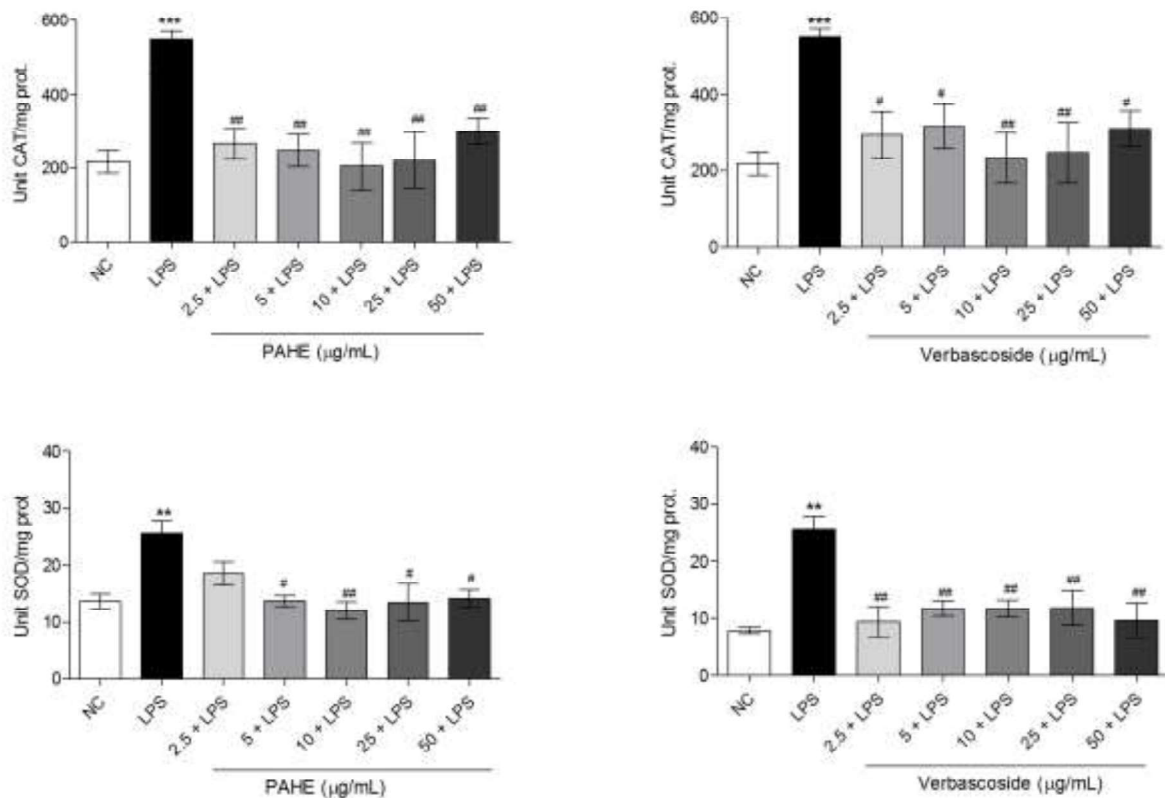 Unit CAT/mg prot.
600
400
200
0
***
##
##
##
##
##
NC
LPS
2.5 + LPS
5 + LPS
10 + LPS
25 + LPS
50 + LPS
PAHE (µg/mL)
Unit CAT/mg prot.
600
400
200
0
***
#
#
##
##
#
NC
LPS
2.5 + LPS
5 + LPS
10 + LPS
25 + LPS
50 + LPS
Verbascoside (µg/mL)
Unit SOD/mg prot
40
30
20
10
0
**
#
##
#
#
NC
LPS
2.5 + LPS
5 + LPS
10 + LPS
25 + LPS
50 + LPS
PAHE (µg/mL)
Unit SOD/mg prot.
40
30
20
10
0
**
##
##
##
##
##
NC
LPS
2.5 + LPS
5 + LPS
10 + LPS
25 + LPS
50 + LPS
Verbascoside (µg/mL)